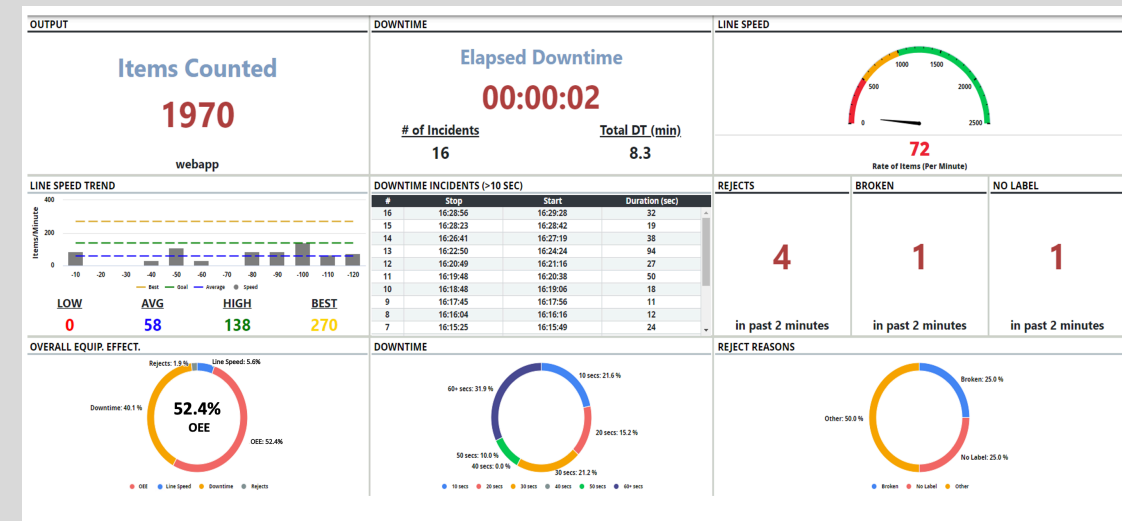 OUTPUT
Items Counted
1970
webapp
DOWNTIME
Elapsed Downtime
00:00:02
# of Incidents Total DT (min)
16 8.3
LINE SPEED
0 500 1000 1500 2000 2500
72
Rate of Items (Per Minute)
LINE SPEED TREND
Items/Minute
400
200
0
-10 -20 -30 -40 -50 -60 -70 -80 -90 -100 -110 -120
Best Goal Average Speed
LOW AVG HIGH BEST
0 58 138 270
DOWNTIME INCIDENTS (>10 SEC)
# Stop Start Duration (sec)
16 16:28:56 16:29:28 32
15 16:28:23 16:28:42 19
14 16:26:41 16:27:19 38
13 16:22:50 16:24:24 94
12 16:20:49 16:21:16 27
11 16:19:48 16:20:38 50
10 16:18:48 16:19:06 18
9 16:17:45 16:17:56 11
8 16:16:04 16:16:16 12
7 16:15:25 16:15:49 24
REJECTS
4
in past 2 minutes
BROKEN
1
in past 2 minutes
NO LABEL
1
in past 2 minutes
OVERALL EQUIP. EFFECT.
Rejects: 1.9 %
Line Speed: 5.6%
Downtime: 40.1 %
52.4%
OEE
OEE: 52.4%
OEE Line Speed Downtime Rejects
DOWNTIME
10 secs: 21.6 %
60+ secs: 31.9 %
20 secs: 15.2 %
50 secs: 10.0 %
40 secs: 0.0 %
30 secs: 21.2 %
10 secs 20 secs 30 secs 40 secs 50 secs 60+ secs
REJECT REASONS
Broken: 25.0 %
Other: 50.0 %
No Label: 25.0 %
Broken No Label Other